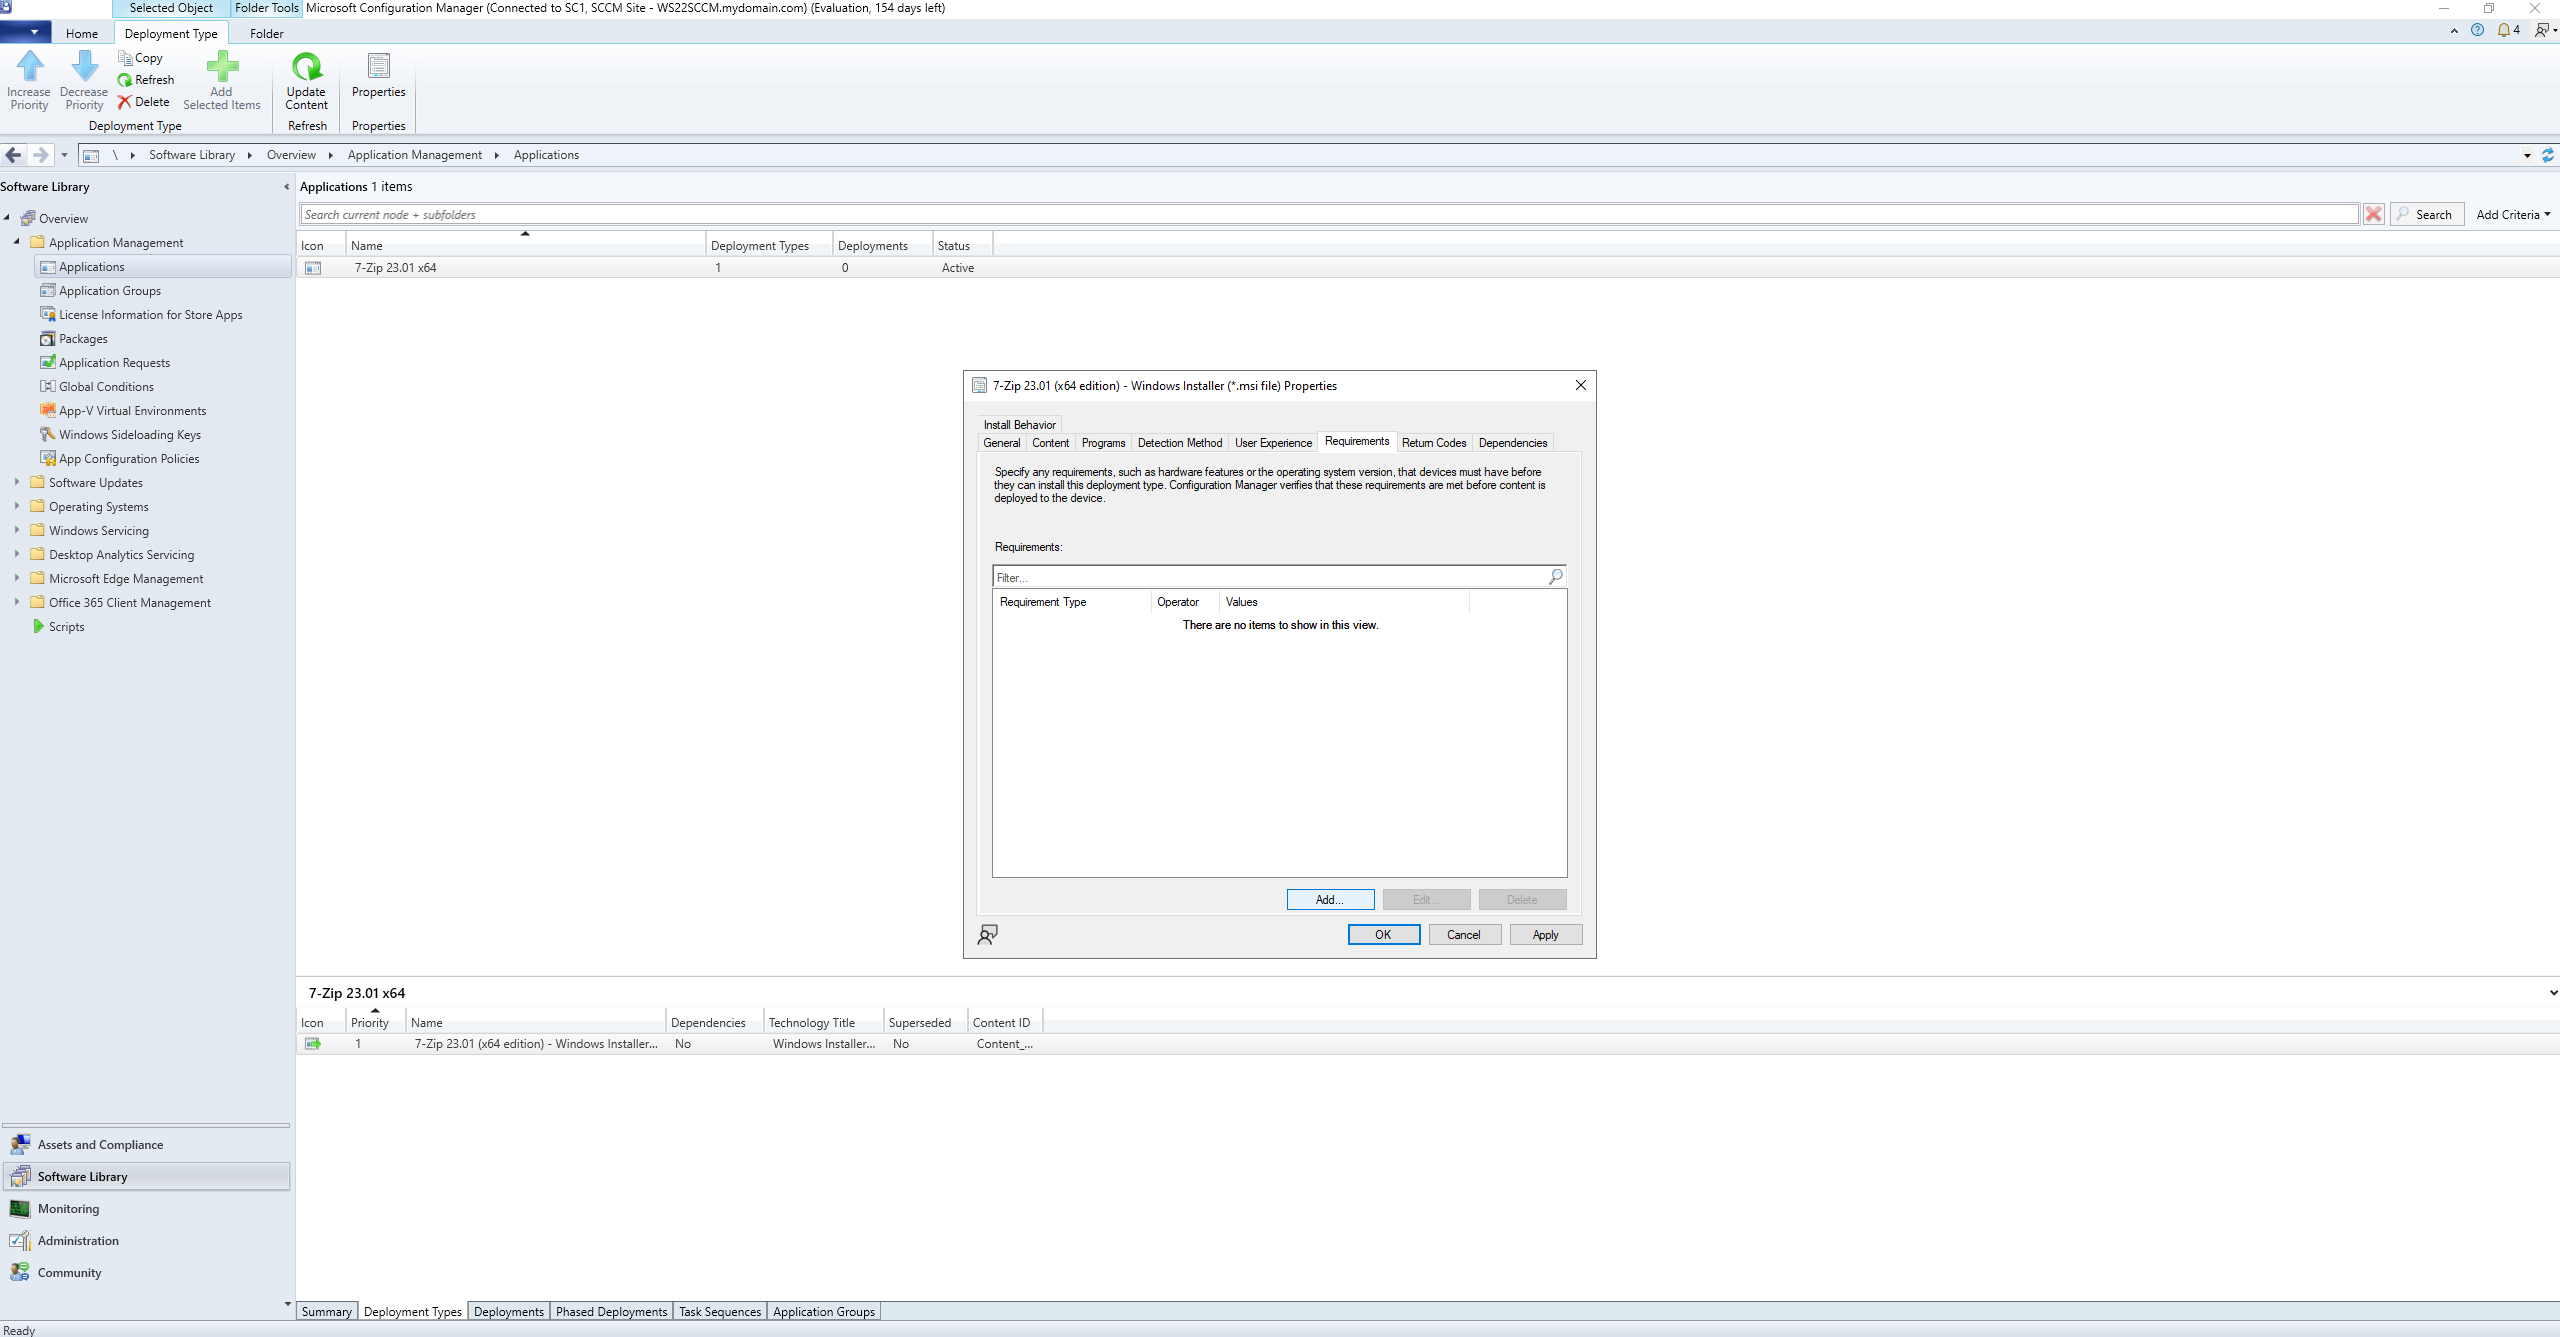 Selected Object
Folder Tools
Microsoft Configuration Manager (Connected to SC1, SCCM Site - WS22SCCM.mydomain.com) (Evaluation, 154 days left)
Home
Deployment Type
Folder
4
Increase Priority
Decrease Priority
Copy
Refresh
Delete
Add Selected Items
Update Content
Properties
Deployment Type
Refresh
Properties
\ Software Library Overview Application Management Applications
Software Library
Overview
Application Management
Applications
Application Groups
License Information for Store Apps
Packages
Application Requests
Global Conditions
App-V Virtual Environments
Windows Sideloading Keys
App Configuration Policies
Software Updates
Operating Systems
Windows Servicing
Desktop Analytics Servicing
Microsoft Edge Management
Office 365 Client Management
Scripts
Assets and Compliance
Software Library
Monitoring
Administration
Community
Applications 1 items
Search current node + subfolders
Search
Add Criteria
Icon Name Deployment Types Deployments Status
7-Zip 23.01 x64 1 0 Active
7-Zip 23.01 (x64 edition) - Windows Installer (*.msi file) Properties
Install Behavior
General Content Programs Detection Method User Experience Requirements Return Codes Dependencies
Specify any requirements, such as hardware features or the operating system version, that devices must have before
they can install this deployment type. Configuration Manager verifies that these requirements are met before content is
deployed to the device.
Requirements:
Filter...
Requirement Type Operator Values
There are no items to show in this view.
Add... Edit... Delete
OK Cancel Apply
7-Zip 23.01 x64
Icon Priority Name Dependencies Technology Title Superseded Content ID
1 7-Zip 23.01 (x64 edition) - Windows Installer... No Windows Installer... No Content_...
Summary Deployment Types Deployments Phased Deployments Task Sequences Application Groups
Ready